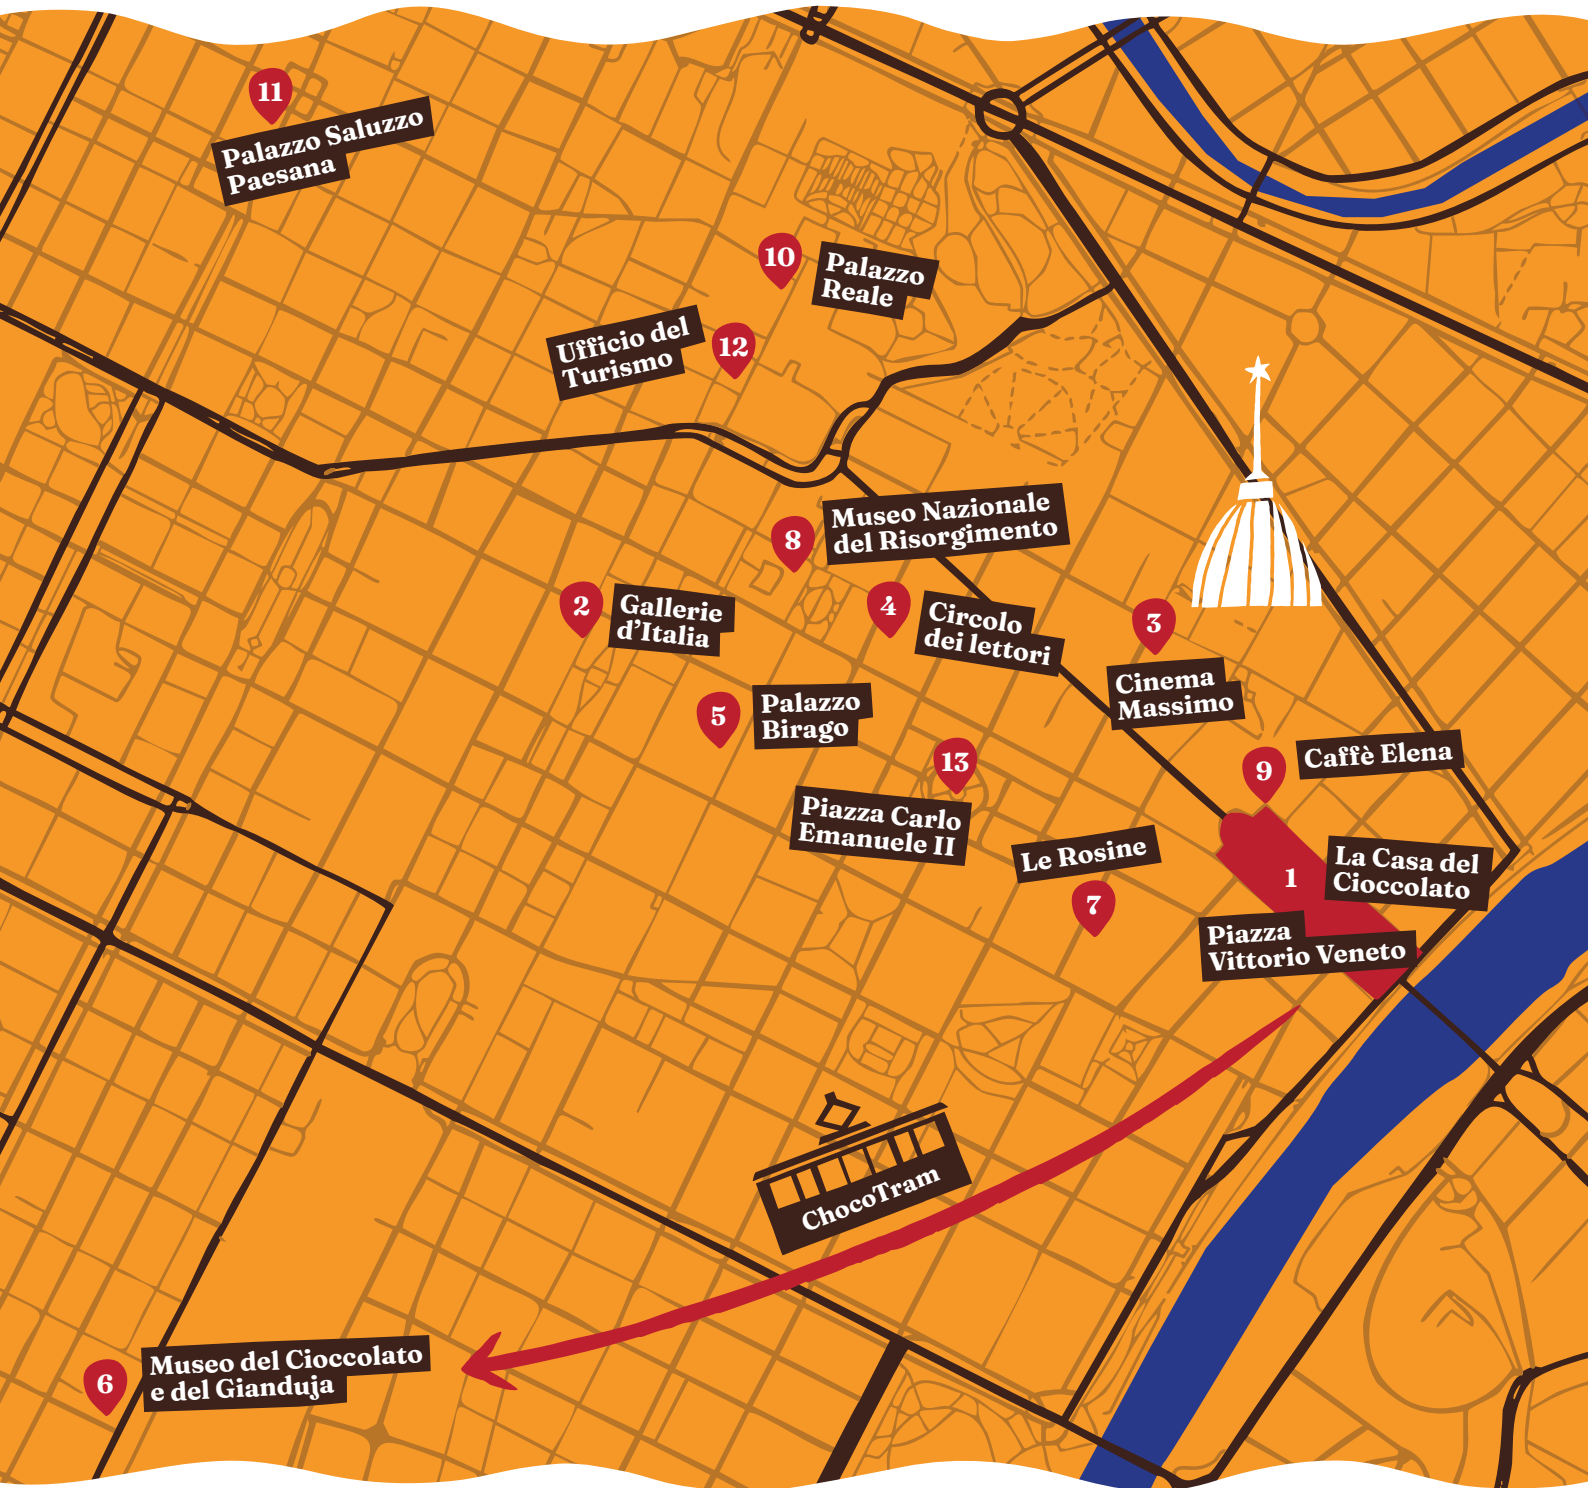 11
Palazzo Saluzzo
Paesana
10
Palazzo
Reale
Ufficio del
Turismo
12
8
Museo Nazionale
del Risorgimento
2
Gallerie
d’Italia
4
Circolo
dei lettori
3
Cinema
Massimo
5
Palazzo
Birago
13
Piazza Carlo
Emanuele II
9
Caffè Elena
Le Rosine
7
1
La Casa del
Cioccolato
Piazza
Vittorio Veneto
ChocoTram
6
Museo del Cioccolato
e del Gianduja